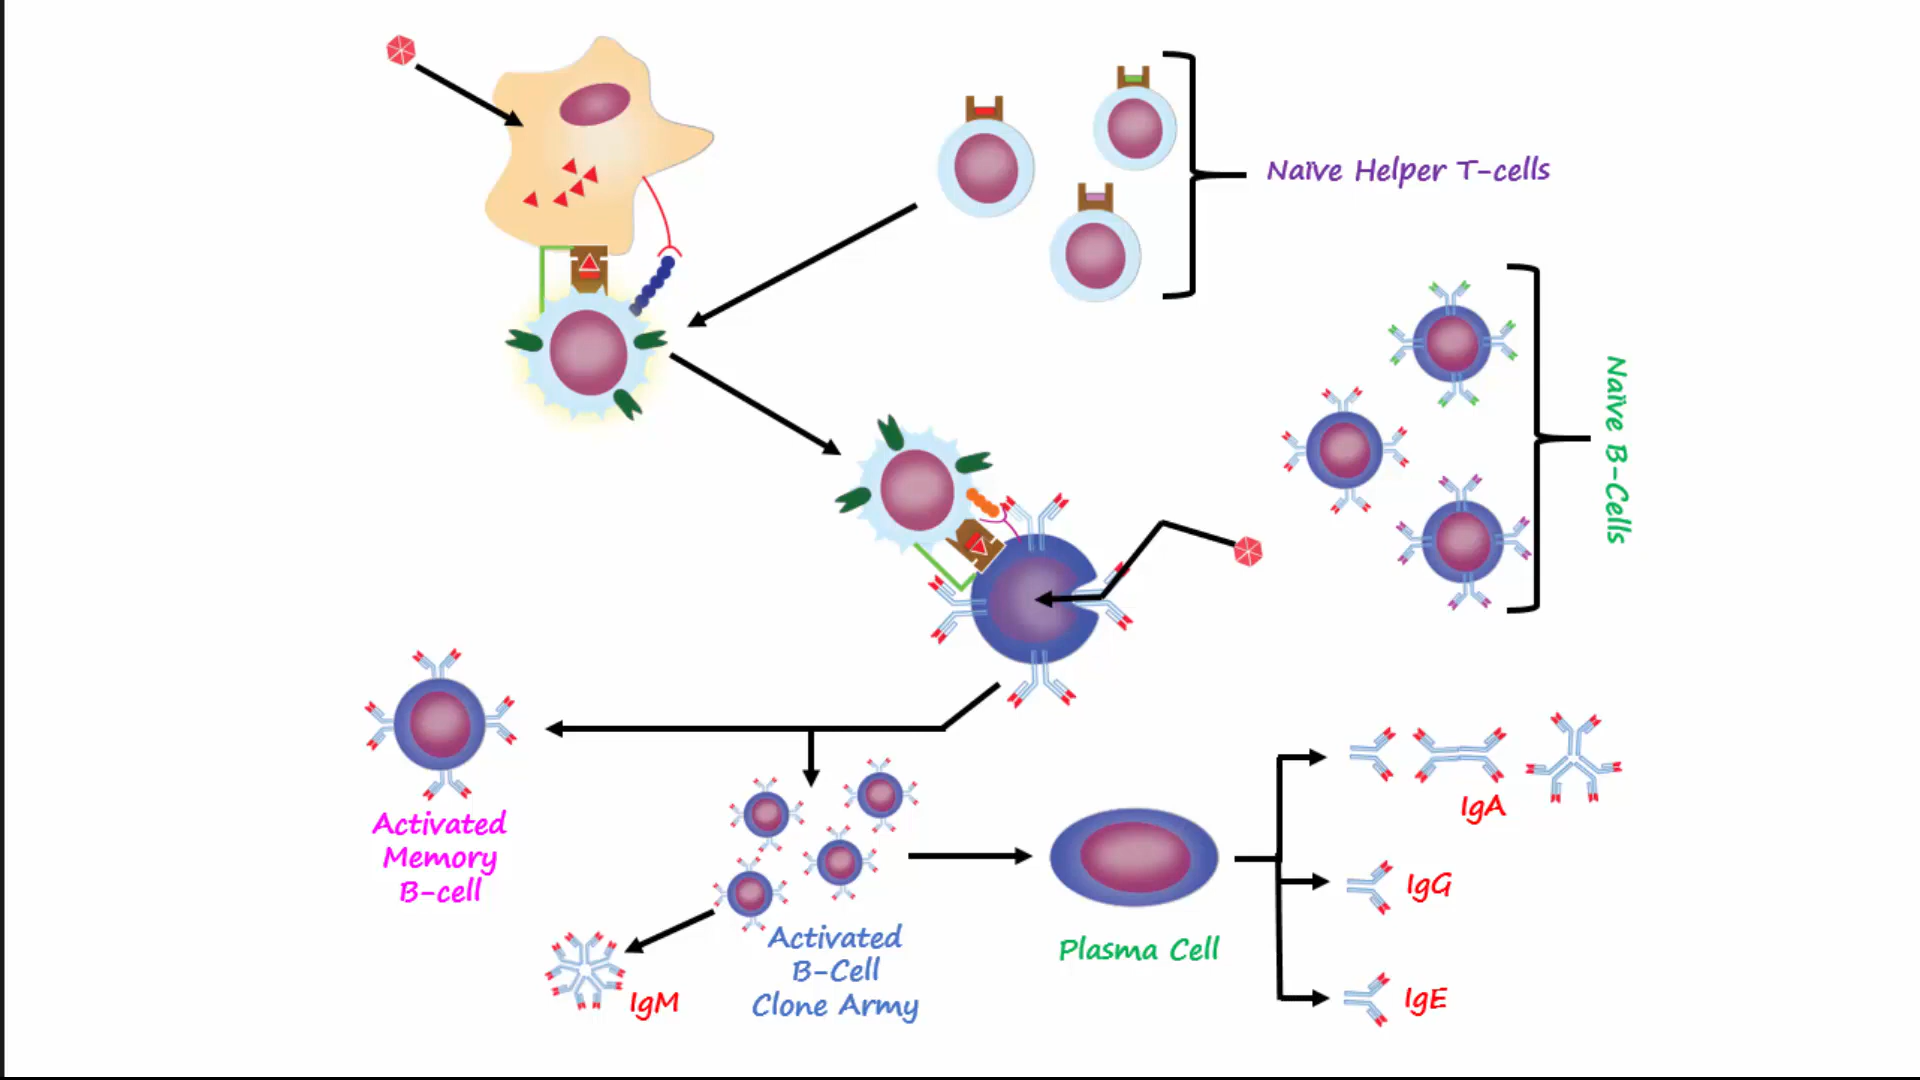 Naïve Helper T-cells
Naïve B-Cells
Activated
Memory
B-cell
IgM
Activated
B-Cell
Clone Army
Plasma Cell
IgA
IgG
IgE